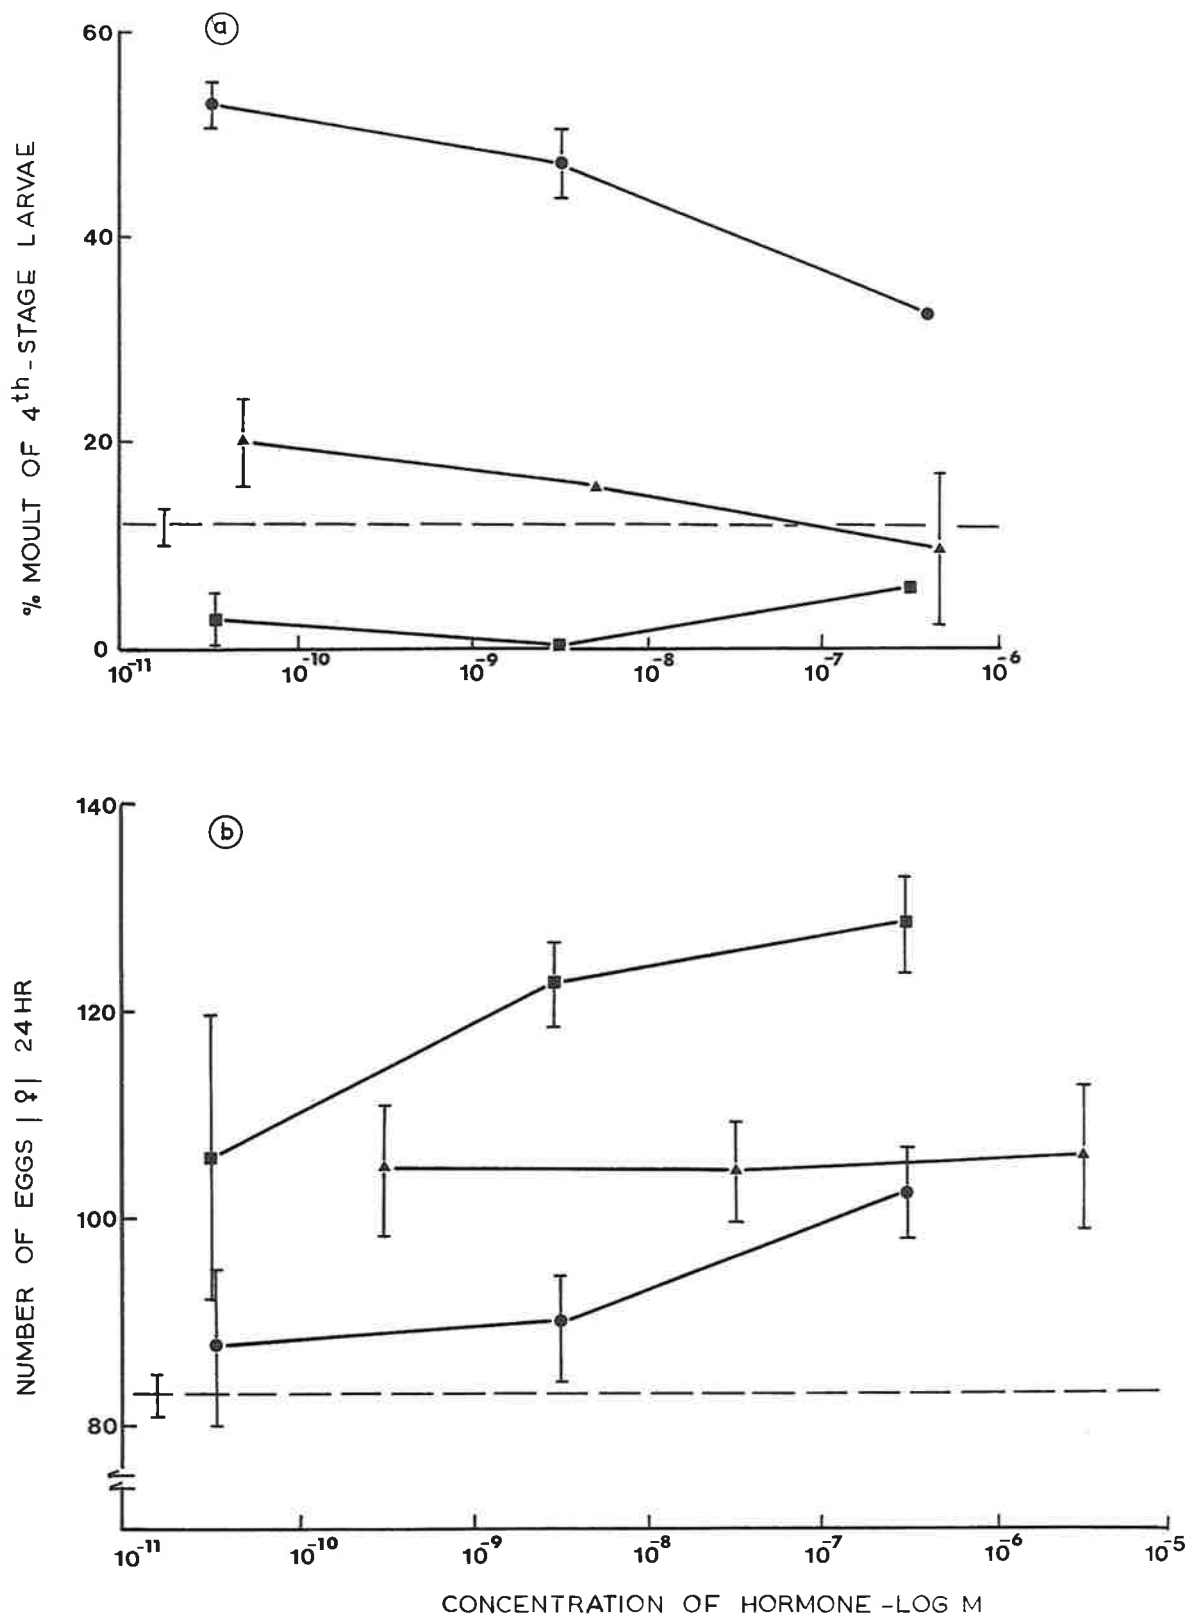 a
60
40
20
0
% MOULT OF 4th-STAGE LARVAE
10-11 10-10 10-9 10-8 10-7 10-6
b
140
120
100
80
NUMBER OF EGGS | ♀ | 24 HR
10-11 10-10 10-9 10-8 10-7 10-6 10-5
CONCENTRATION OF HORMONE -LOG M